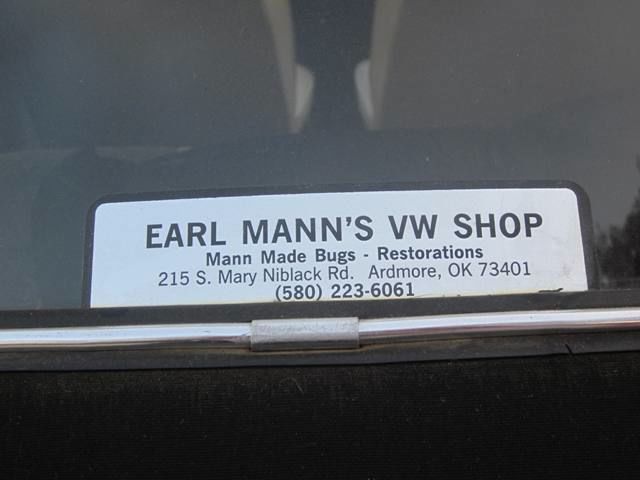 EARL MANN'S VW SHOP
Mann Made Bugs - Restorations
215 S. Mary Niblack Rd. Ardmore, OK 73401
(580) 223-6061